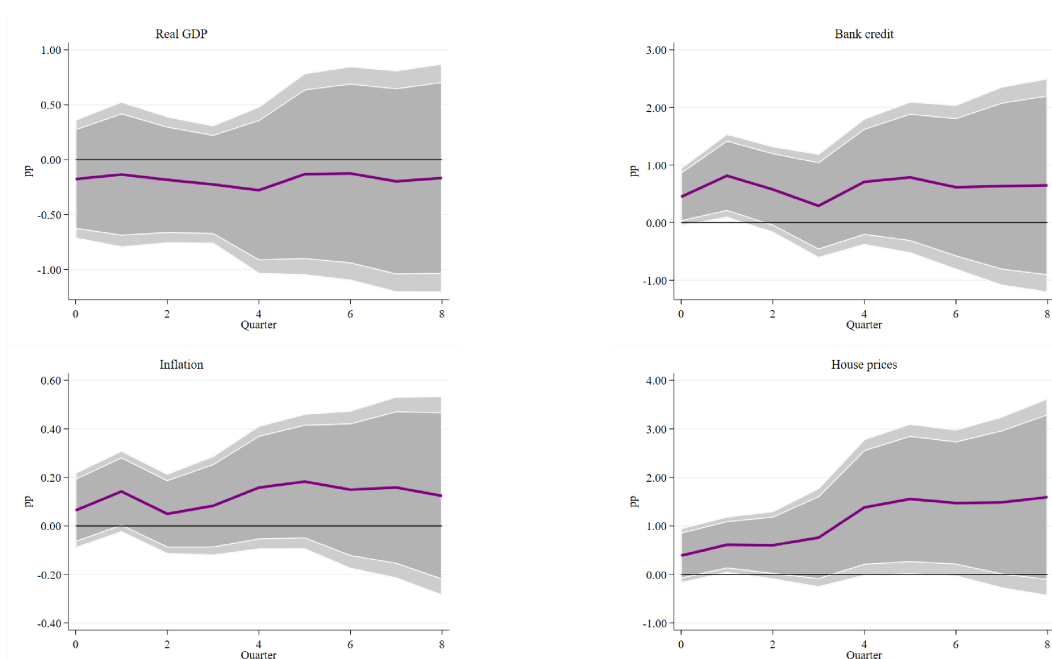 Real GDP
1.00
0.50
0.00
-0.50
-1.00
pp
0 2 4 6 8
Quarter
Bank credit
3.00
2.00
1.00
0.00
-1.00
pp
0 2 4 6 8
Quarter
Inflation
0.60
0.40
0.20
0.00
-0.20
-0.40
pp
0 2 4 6 8
Quarter
House prices
4.00
3.00
2.00
1.00
0.00
-1.00
pp
0 2 4 6 8
Quarter